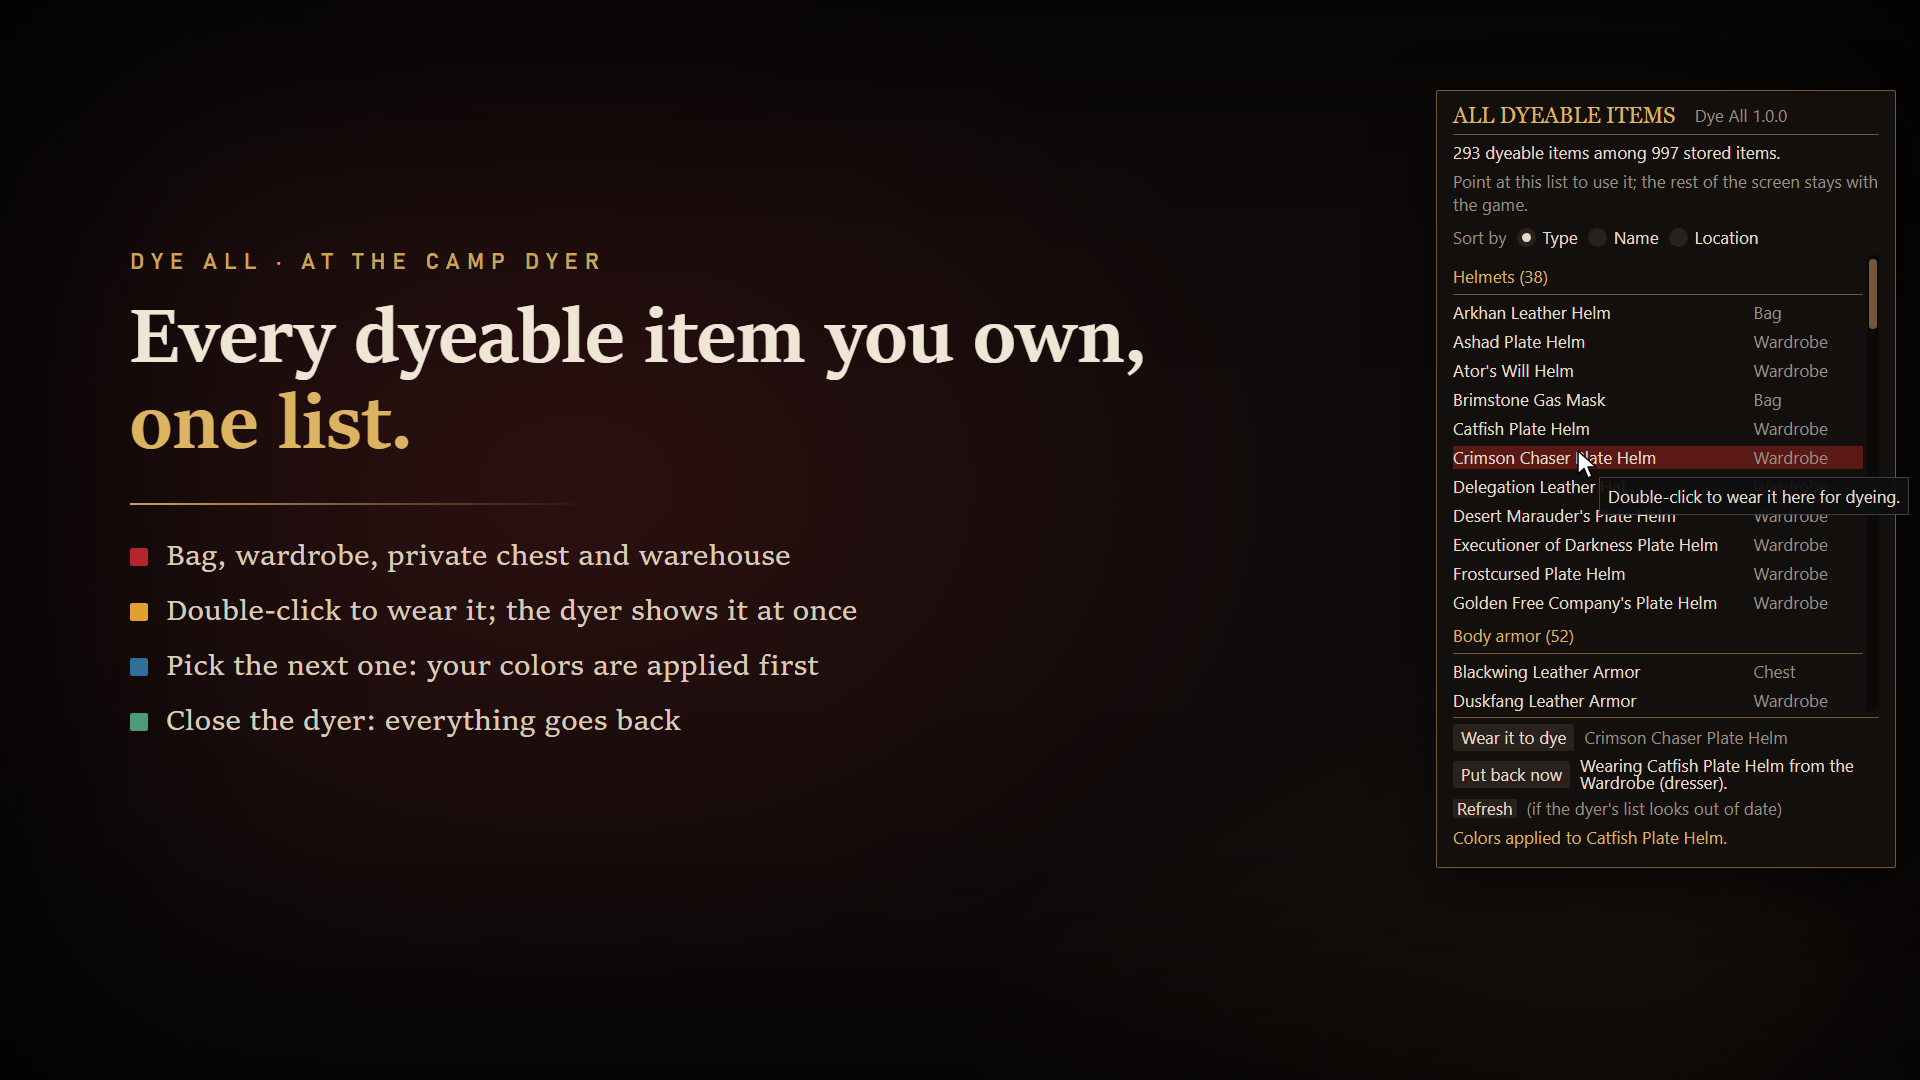 DYE ALL · AT THE CAMP DYER
Every dyeable item you own,
one list.
Bag, wardrobe, private chest and warehouse
Double-click to wear it; the dyer shows it at once
Pick the next one: your colors are applied first
Close the dyer: everything goes back
ALL DYEABLE ITEMS Dye All 1.0.0
293 dyeable items among 997 stored items.
Point at this list to use it; the rest of the screen stays with
the game.
Sort by Type Name Location
Helmets (38)
Arkhan Leather Helm Bag
Ashad Plate Helm Wardrobe
Ator's Will Helm Wardrobe
Brimstone Gas Mask Bag
Catfish Plate Helm Wardrobe
Crimson Chaser Plate Helm Wardrobe
Delegation Leather
Double-click to wear it here for dyeing.
Desert Marauder's Plate Helm Wardrobe
Executioner of Darkness Plate Helm Wardrobe
Frostcursed Plate Helm Wardrobe
Golden Free Company's Plate Helm Wardrobe
Body armor (52)
Blackwing Leather Armor Chest
Duskfang Leather Armor Wardrobe
Wear it to dye Crimson Chaser Plate Helm
Put back now Wearing Catfish Plate Helm from the
Wardrobe (dresser).
Refresh (if the dyer's list looks out of date)
Colors applied to Catfish Plate Helm.